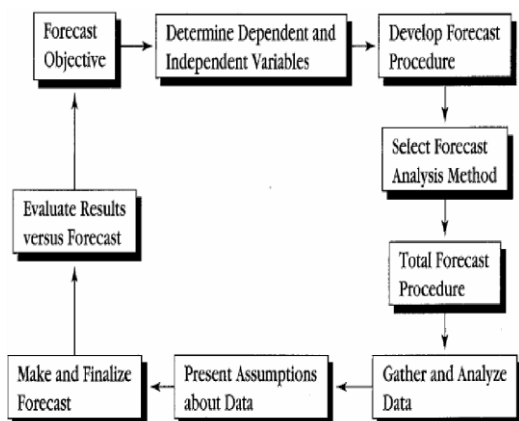 Forecast
Objective
Determine Dependent and
Independent Variables
Develop Forecast
Procedure
Select Forecast
Analysis Method
Total Forecast
Procedure
Gather and Analyze
Data
Present Assumptions
about Data
Make and Finalize
Forecast
Evaluate Results
versus Forecast